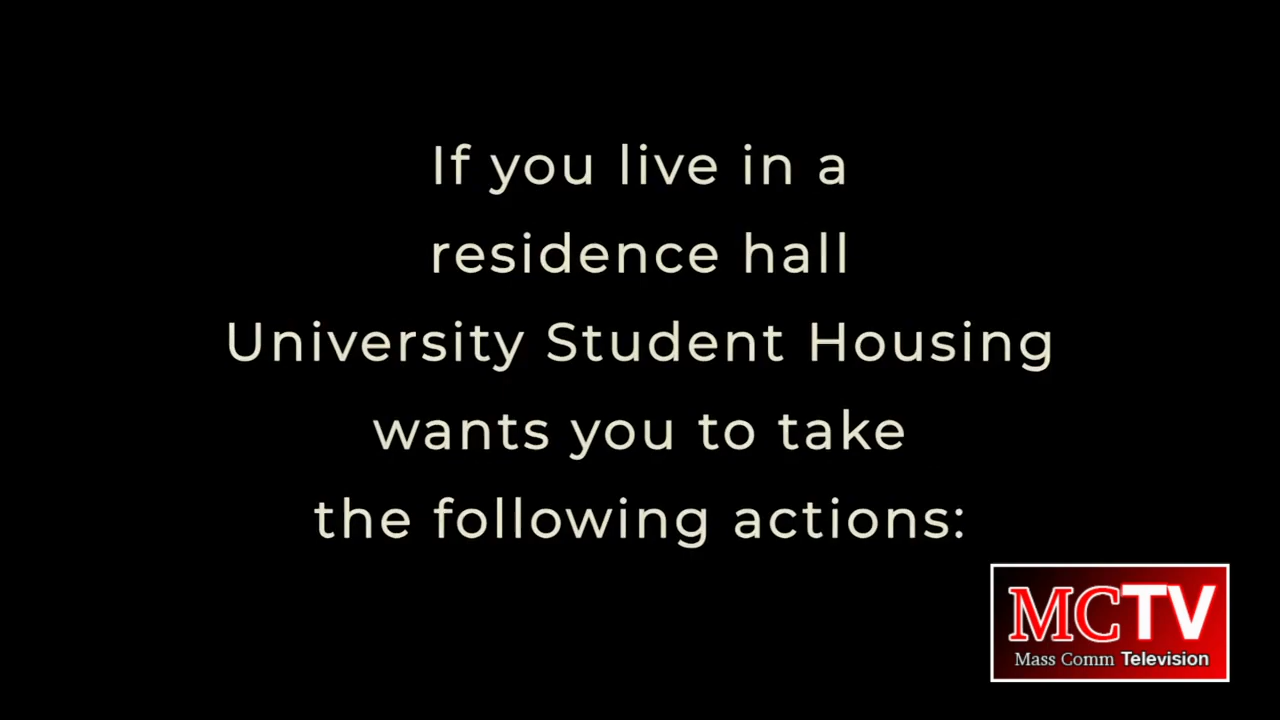 If you live in a
residence hall
University Student Housing
wants you to take
the following actions:
MCTV
Mass Comm Television